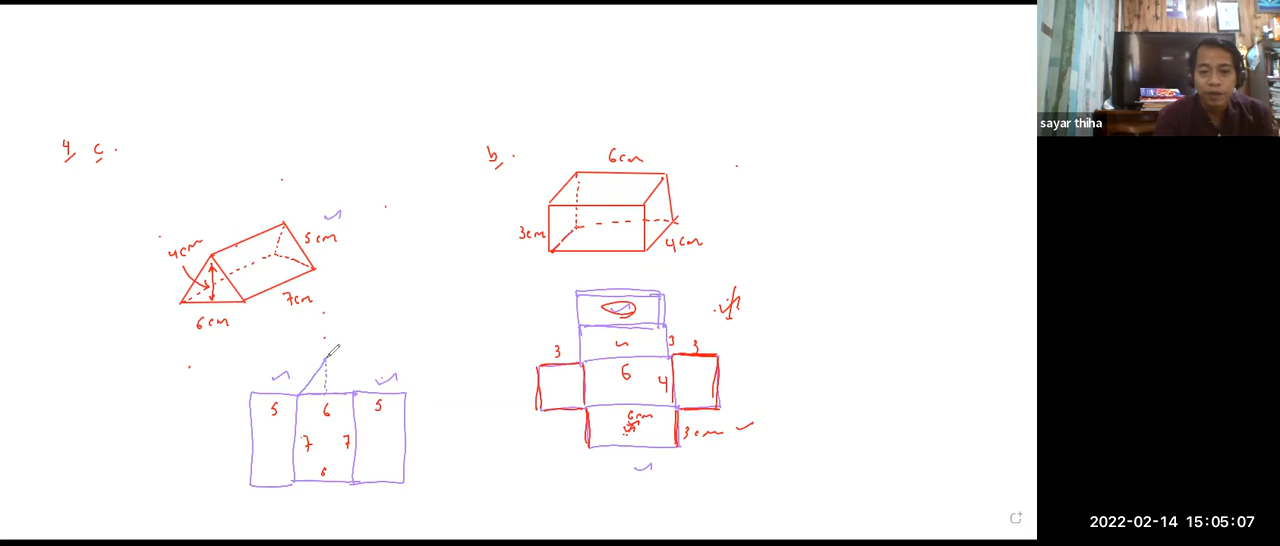 4 c.
4cm
5cm
7cm
6cm
5 6 5
7 7
6
b.
6cm
3cm
4cm
3 3 3
6 4
6cm
3cm
sayar thiha
2022-02-14 15:05:07